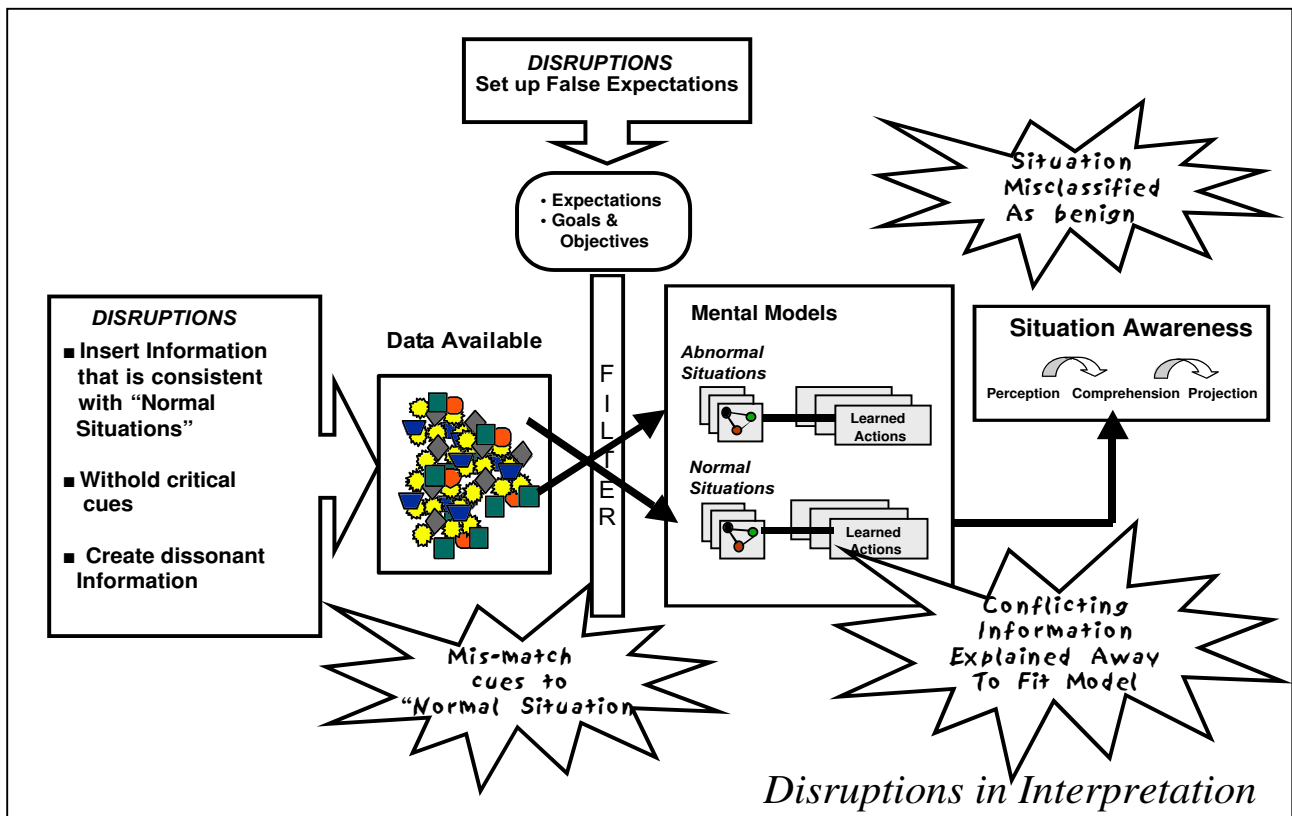 DISRUPTIONS
Set up False Expectations
• Expectations
• Goals &
Objectives
Situation
Misclassified
As benign
DISRUPTIONS
■ Insert Information
that is consistent
with “Normal
Situations”
■ Withold critical
cues
■ Create dissonant
Information
Data Available
FILTER
Mental Models
Abnormal
Situations
Learned
Actions
Normal
Situations
Learned
Actions
Situation Awareness
Perception Comprehension Projection
Mis-match
cues to
“Normal Situation
Conflicting
Information
Explained Away
To Fit Model
Disruptions in Interpretation